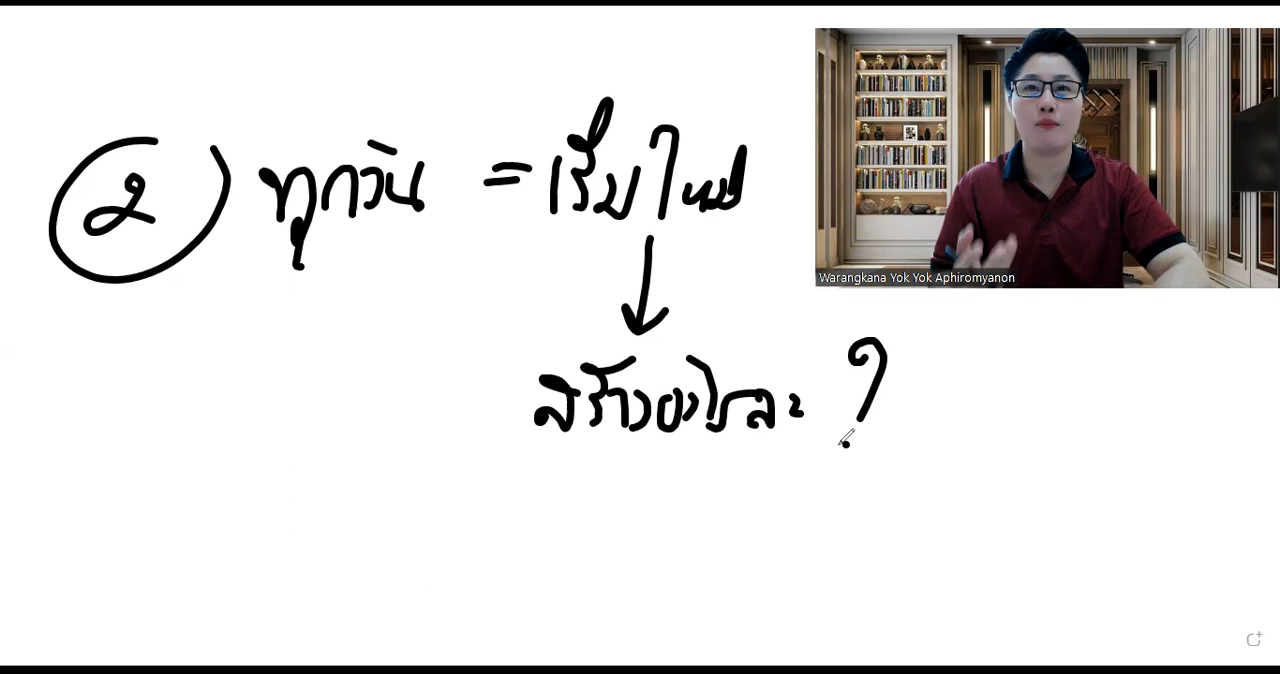 2 ทุกวัน = เริ่มใหม่
Warangkana Yok Yok Aphiromyanon
สร้างอะไรละ ?